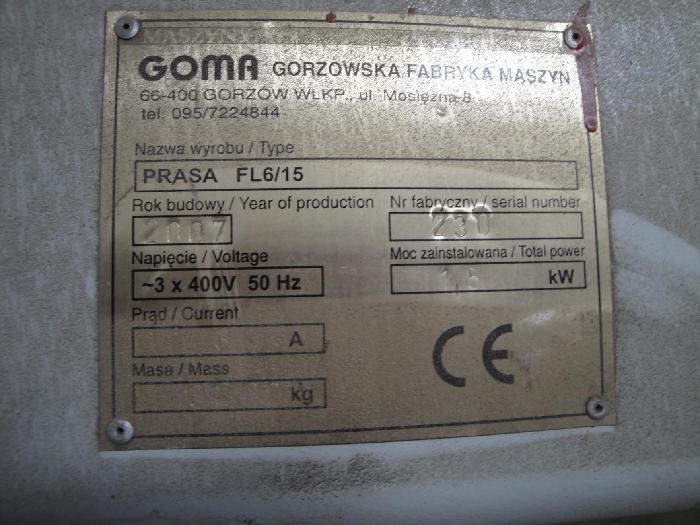 GOMA GORZOWSKA FABRYKA MASZYN
66-400 GORZÓW WLKP., ul. Mosiężna 8
tel. 095/7224844
Nazwa wyrobu / Type
PRASA FL6/15
Rok budowy / Year of production
2007
Nr fabryczny / serial number
230
Napięcie / Voltage
~3 x 400V 50 Hz
Moc zainstalowana / Total power
1,5 kW
Prąd / Current
A
Masa / Mass
kg
CE